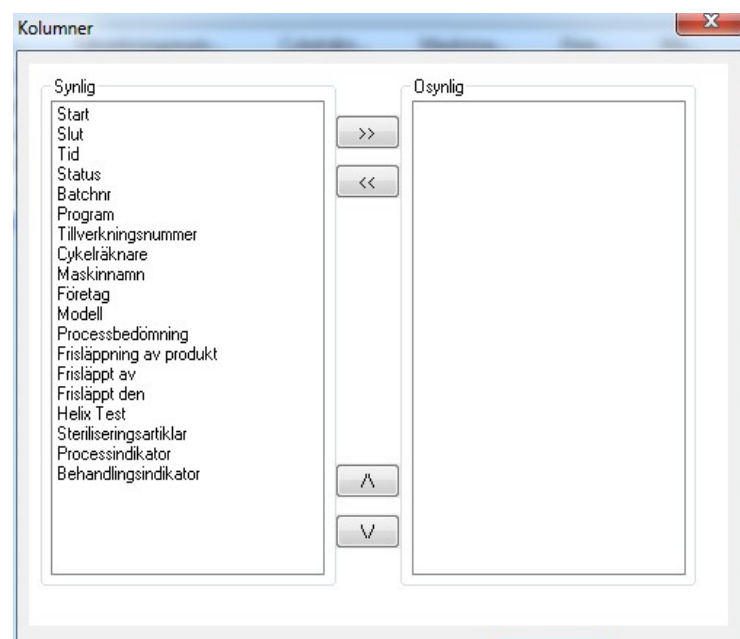 Kolumner
Synlig
Start
Slut
Tid
Status
Batchnr
Program
Tillverkningsnummer
Cykelräknare
Maskinnamn
Företag
Modell
Processbedömning
Frisläppning av produkt
Frisläppt av
Frisläppt den
Helix Test
Steriliseringsartiklar
Processindikator
Behandlingsindikator
>>
<<
/\
\/
Osynlig